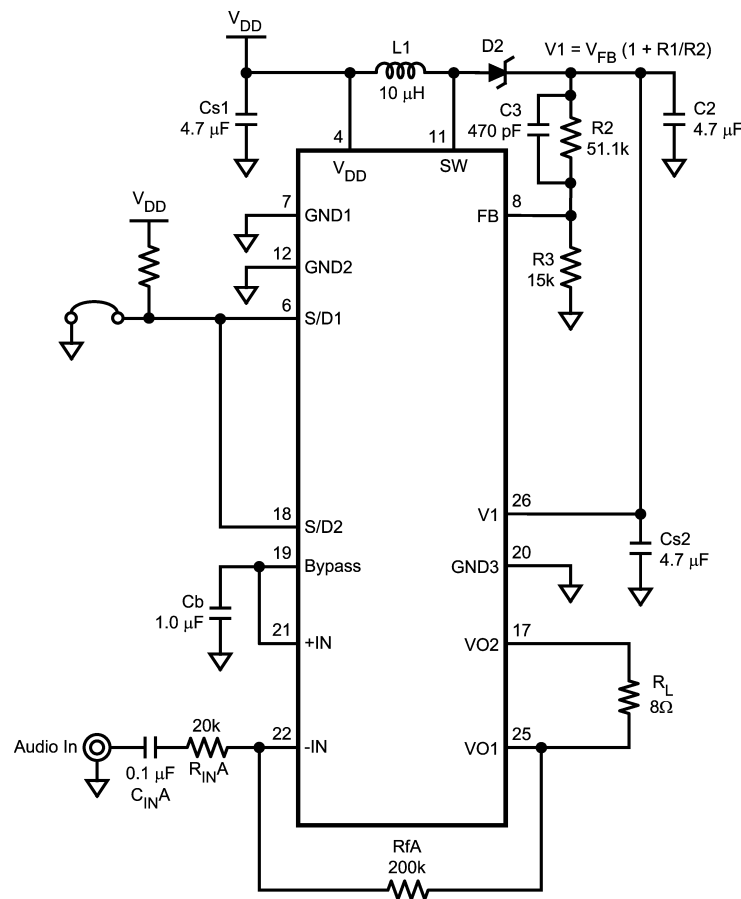 VDD
L1
10 µH
D2
V1 = VFB (1 + R1/R2)
Cs1
4.7 µF
C3
470 pF
R2
51.1k
C2
4.7 µF
4
11
VDD
SW
VDD
7
GND1
8
FB
12
GND2
R3
15k
6
S/D1
18
S/D2
26
V1
19
Bypass
20
GND3
Cs2
4.7 µF
Cb
1.0 µF
21
+IN
17
VO2
RL
8Ω
Audio In
0.1 µF
CINA
20k
RINA
22
-IN
25
VO1
RfA
200k